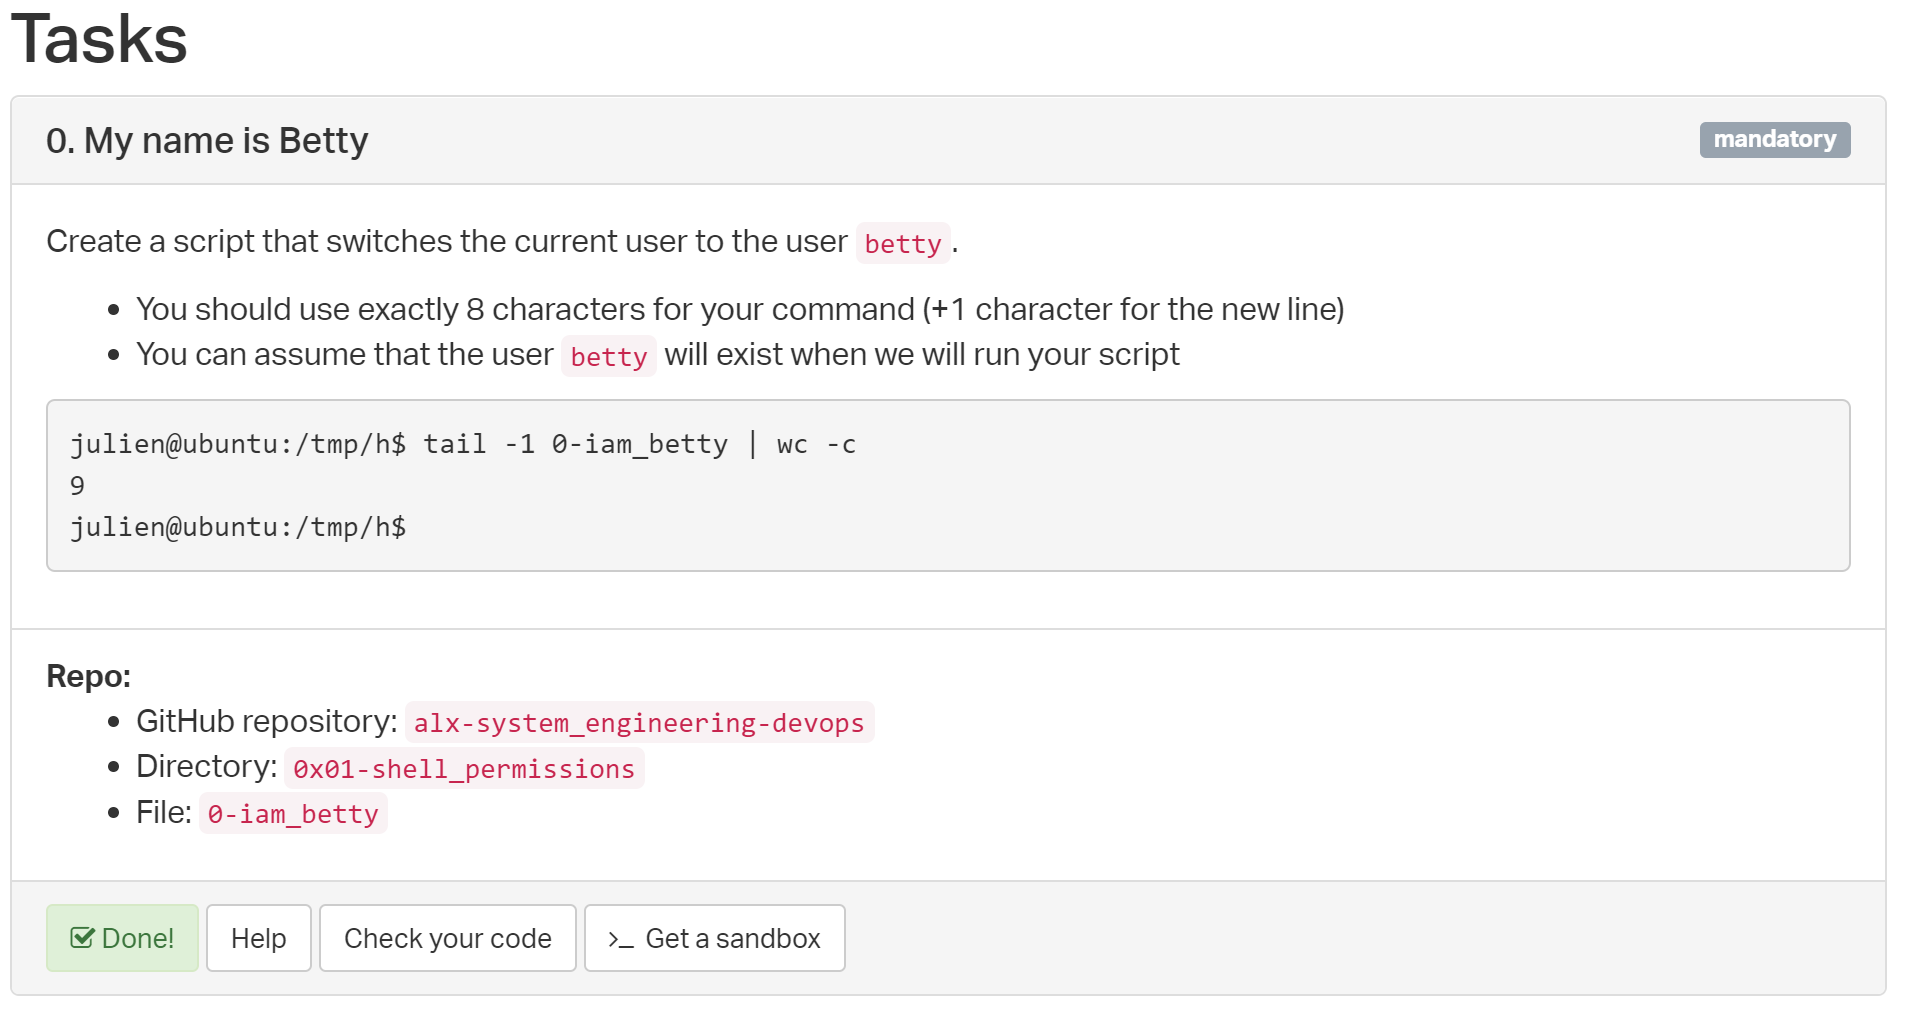 Tasks
0. My name is Betty
mandatory
Create a script that switches the current user to the user betty.
You should use exactly 8 characters for your command (+1 character for the new line)
You can assume that the user betty will exist when we will run your script
julien@ubuntu:/tmp/h$ tail -1 0-iam_betty | wc -c
9
julien@ubuntu:/tmp/h$
Repo:
GitHub repository: alx-system_engineering-devops
Directory: 0x01-shell_permissions
File: 0-iam_betty
Done!
Help
Check your code
>_ Get a sandbox